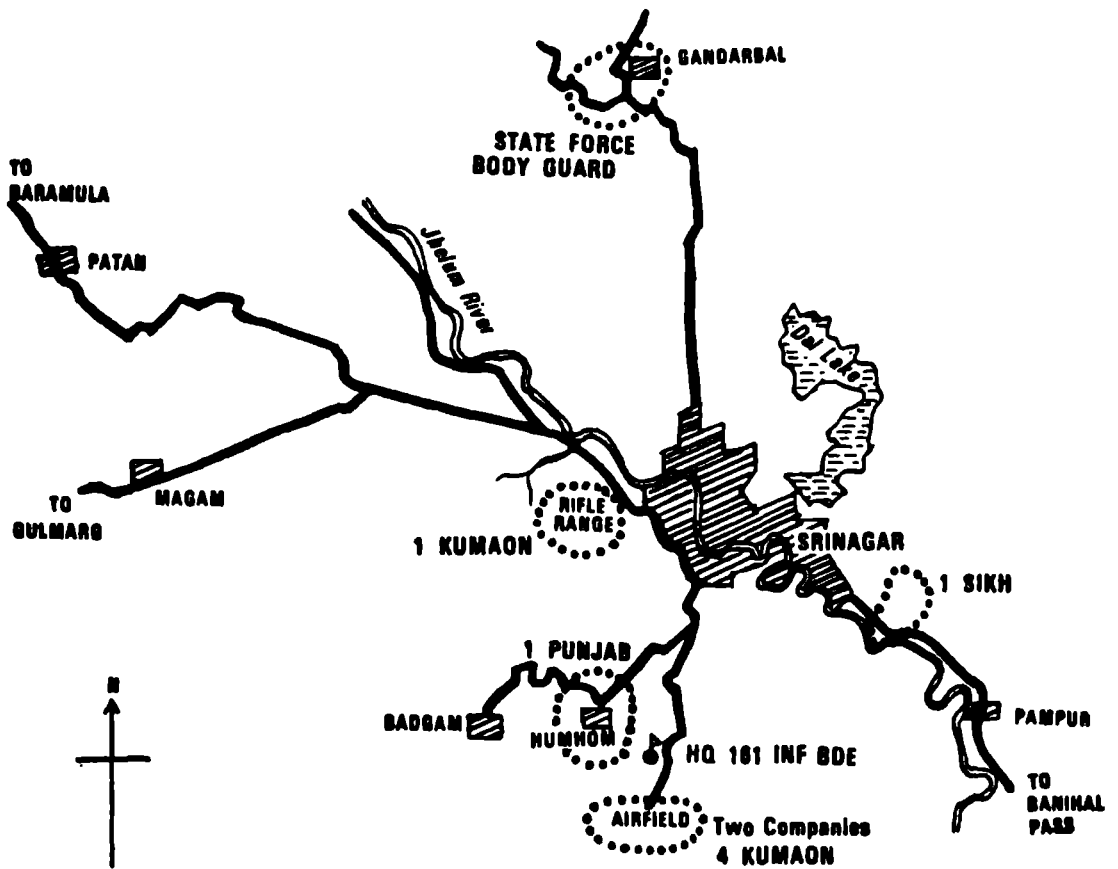 GANDARBAL
STATE FORCE
BODY GUARD
TO
BARAMULA
PATAN
Jhelum River
Dal Lake
MAGAM
TO
GULMARG
RIFLE
RANGE
1 KUMAON
SRINAGAR
1 SIKH
1 PUNJAB
N
BADGAM
HUMHOM
PAMPUR
HQ 161 INF BDE
TO
BANIHAL
PASS
AIRFIELD
Two Companies
4 KUMAON